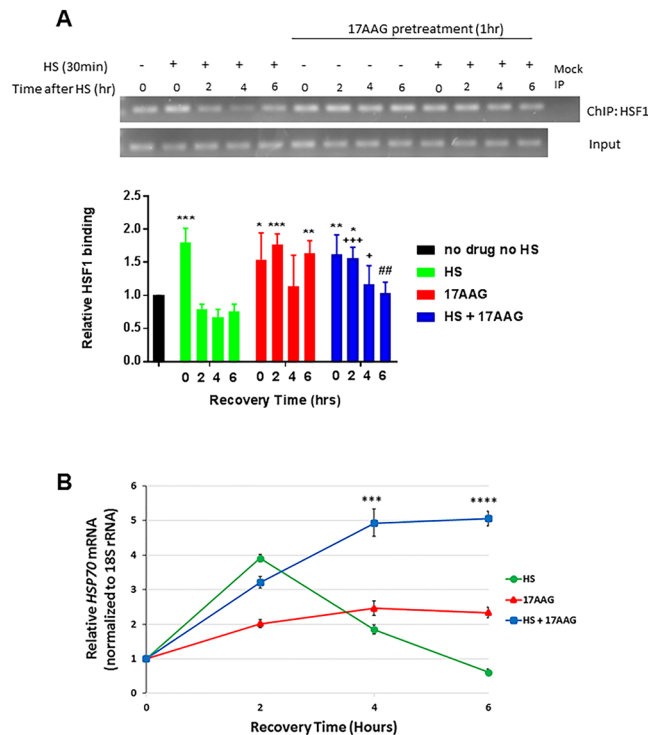 A
17AAG pretreatment (1hr)
HS (30min) - + + + + - - - - + + + + Mock IP
Time after HS (hr) 0 0 2 4 6 0 2 4 6 0 2 4 6
ChIP: HSF1
Input
Relative HSF1 binding
2.5
2.0
1.5
1.0
0.5
0.0
*** * *** ** ** * +++ + ##
0 2 4 6 0 2 4 6 0 2 4 6
Recovery Time (hrs)
no drug no HS
HS
17AAG
HS + 17AAG
B
Relative HSP70 mRNA
(normalized to 18S rRNA)
6
5
4
3
2
1
0
*** ****
0 2 4 6
Recovery Time (Hours)
HS
17AAG
HS + 17AAG